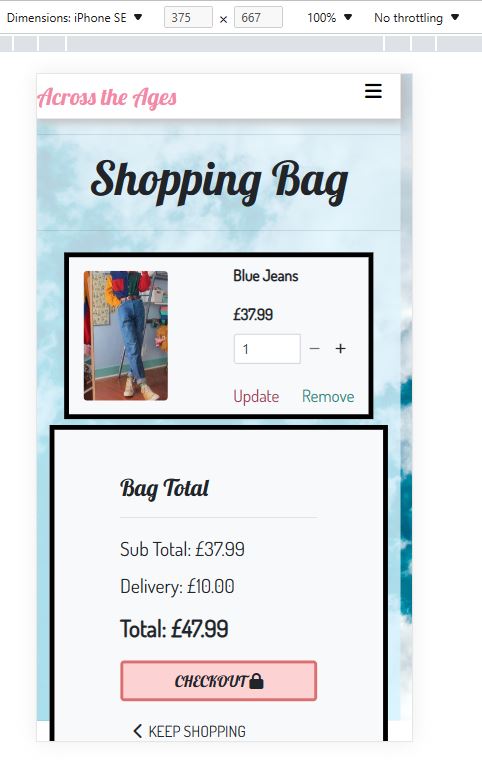 Dimensions: iPhone SE 375 × 667 100% No throttling
Across the Ages
Shopping Bag
Blue Jeans
£37.99
1 − +
Update Remove
Bag Total
Sub Total: £37.99
Delivery: £10.00
Total: £47.99
CHECKOUT
KEEP SHOPPING